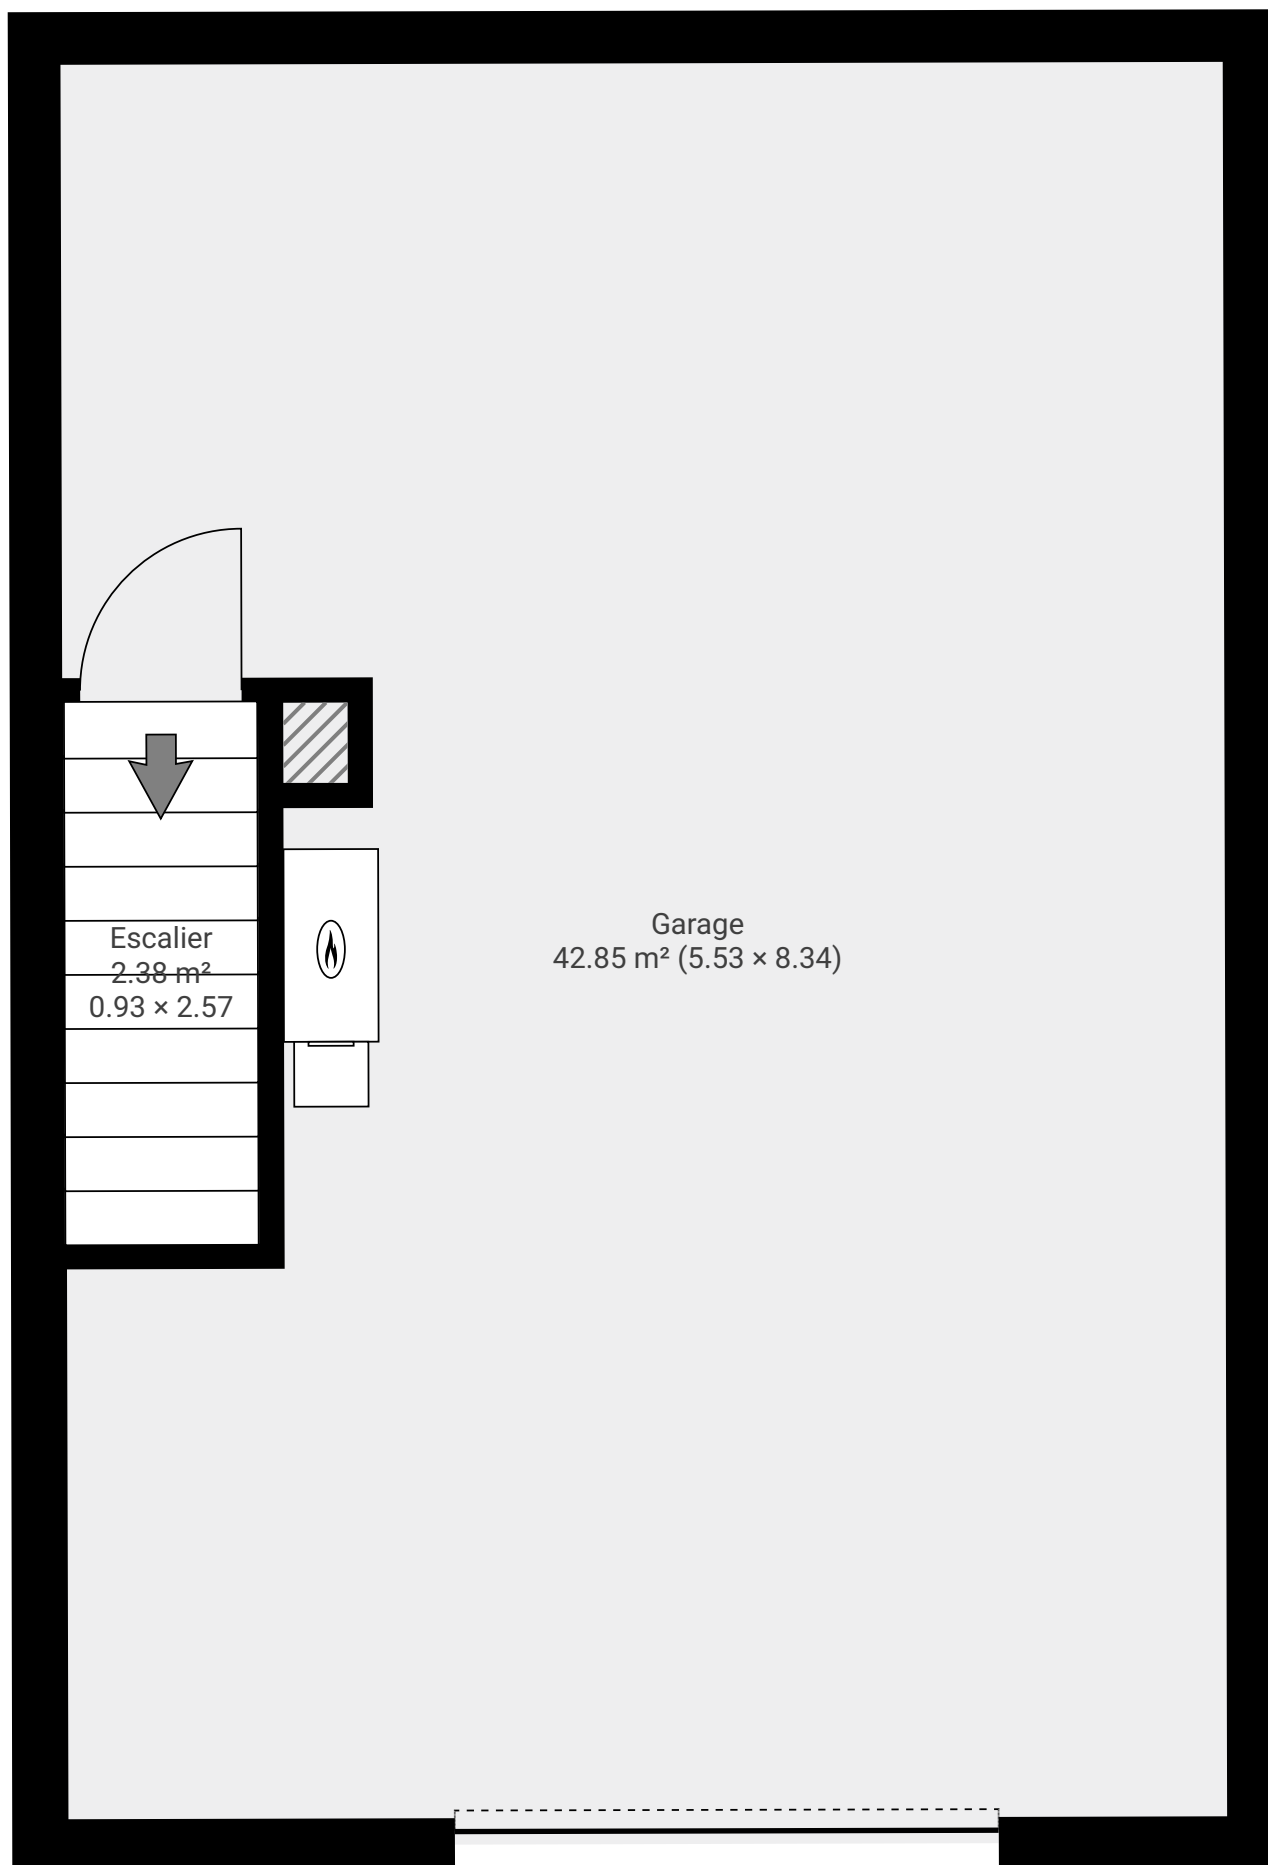 Escalier
2.38 m²
0.93 × 2.57
Garage
42.85 m² (5.53 × 8.34)